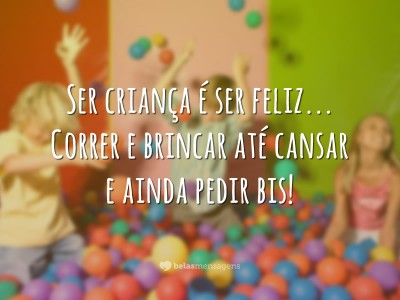 Ser criança é ser feliz...
Correr e brincar até cansar
e ainda pedir bis!
belasmensagens